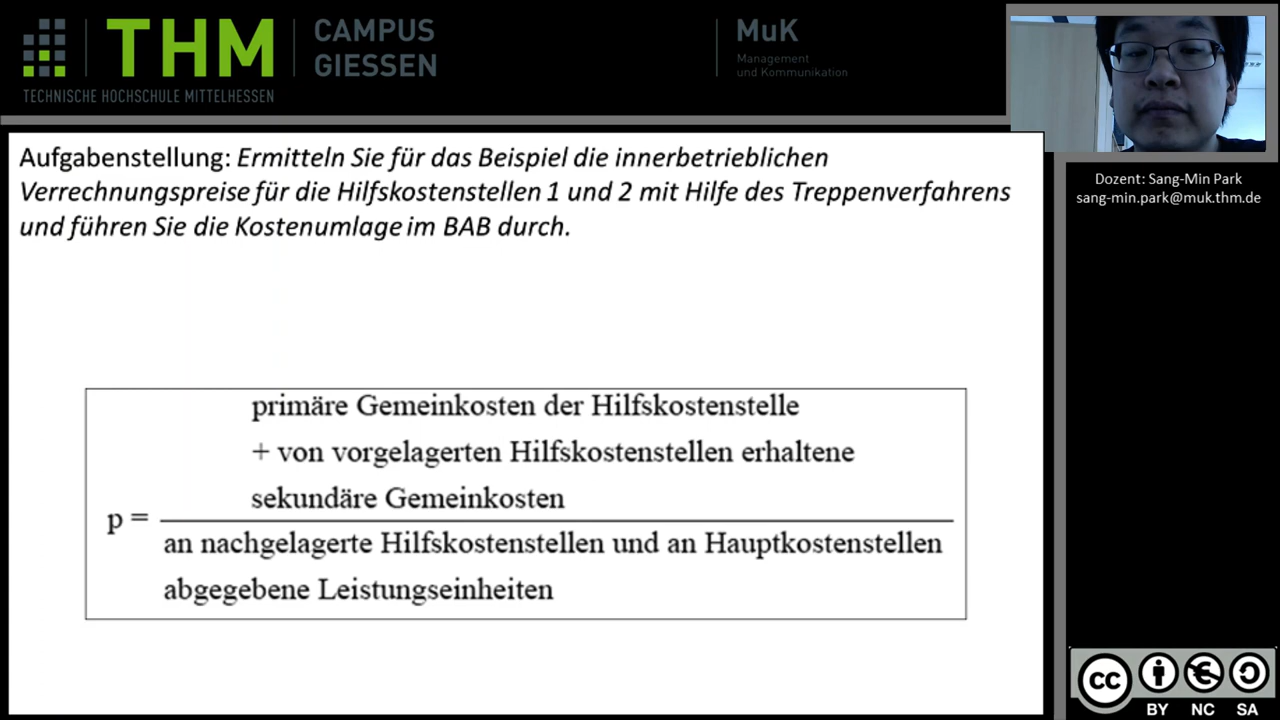 THM
CAMPUS
GIESSEN
TECHNISCHE HOCHSCHULE MITTELHESSEN
MuK
Management
und Kommunikation
Aufgabenstellung: Ermitteln Sie für das Beispiel die innerbetrieblichen
Verrechnungspreise für die Hilfskostenstellen 1 und 2 mit Hilfe des Treppenverfahrens
und führen Sie die Kostenumlage im BAB durch.
primäre Gemeinkosten der Hilfskostenstelle
+ von vorgelagerten Hilfskostenstellen erhaltene
sekundäre Gemeinkosten
p =
an nachgelagerte Hilfskostenstellen und an Hauptkostenstellen
abgegebene Leistungseinheiten
Dozent: Sang-Min Park
sang-min.park@muk.thm.de
cc
BY NC SA